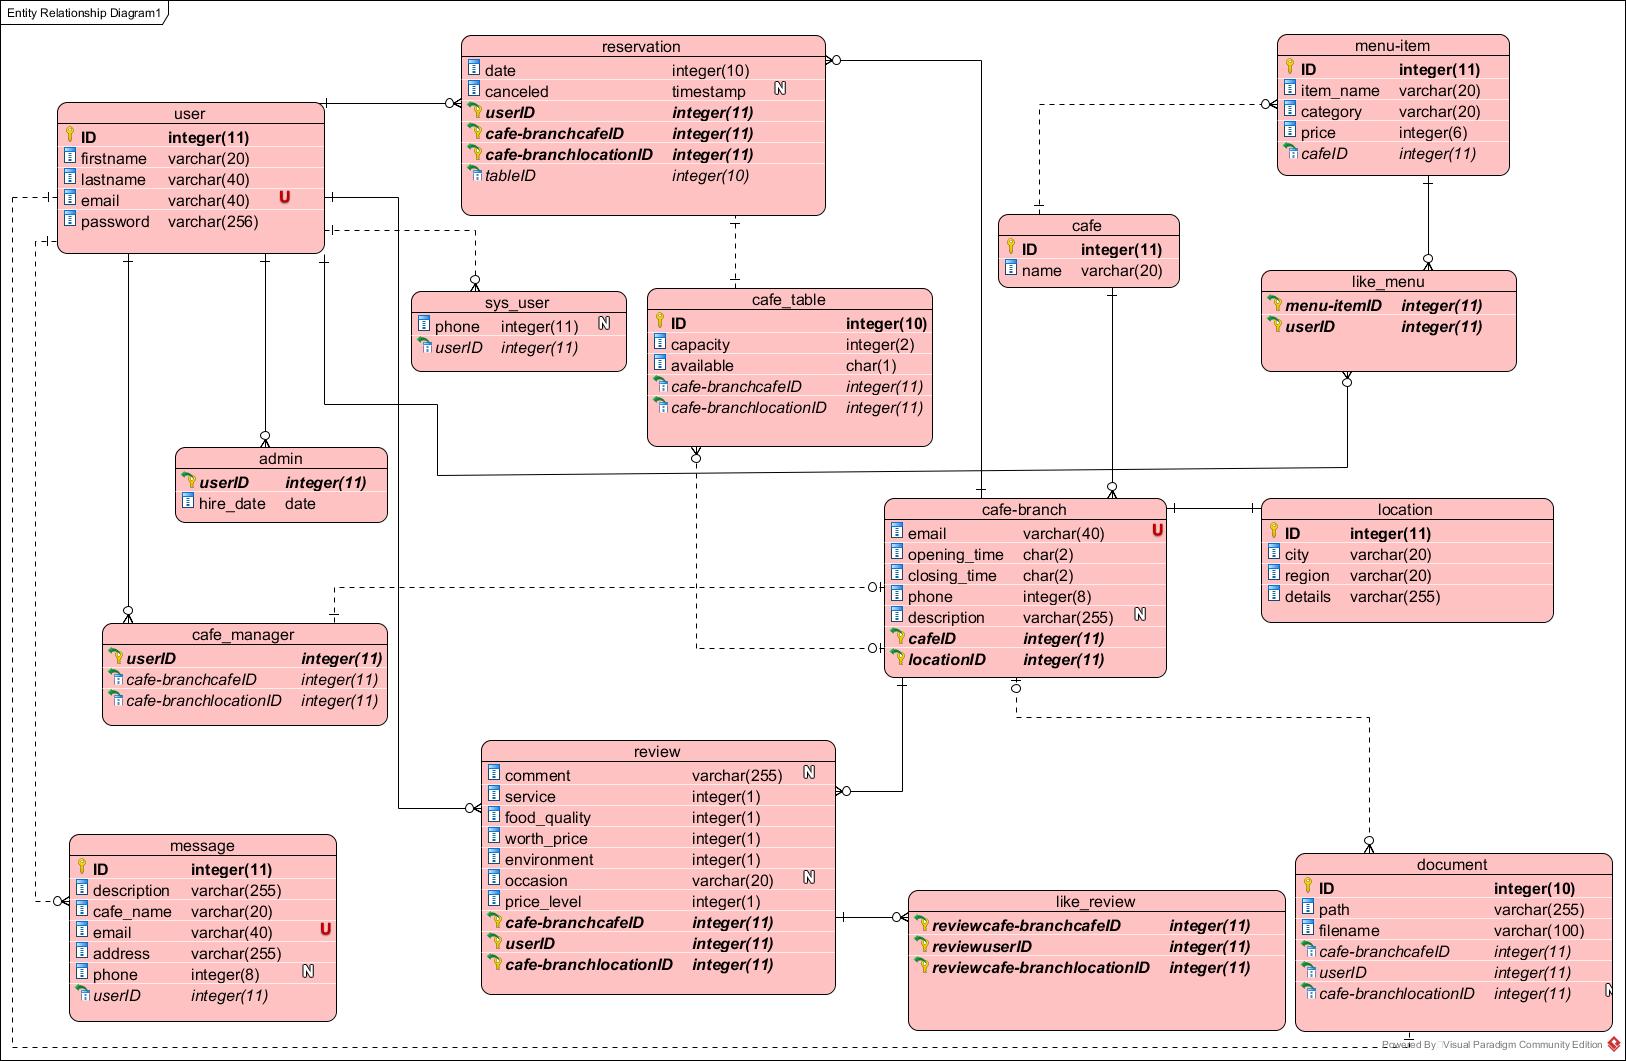 Entity Relationship Diagram1
reservation
date integer(10)
canceled timestamp N
userID integer(11)
cafe-branchcafeID integer(11)
cafe-branchlocationID integer(11)
tableID integer(10)
menu-item
ID integer(11)
item_name varchar(20)
category varchar(20)
price integer(6)
cafeID integer(11)
user
ID integer(11)
firstname varchar(20)
lastname varchar(40)
email varchar(40) U
password varchar(256)
cafe
ID integer(11)
name varchar(20)
sys_user
phone integer(11) N
userID integer(11)
cafe_table
ID integer(10)
capacity integer(2)
available char(1)
cafe-branchcafeID integer(11)
cafe-branchlocationID integer(11)
like_menu
menu-itemID integer(11)
userID integer(11)
admin
userID integer(11)
hire_date date
cafe-branch
email varchar(40) U
opening_time char(2)
closing_time char(2)
phone integer(8)
description varchar(255) N
cafeID integer(11)
locationID integer(11)
location
ID integer(11)
city varchar(20)
region varchar(20)
details varchar(255)
cafe_manager
userID integer(11)
cafe-branchcafeID integer(11)
cafe-branchlocationID integer(11)
review
comment varchar(255) N
service integer(1)
food_quality integer(1)
worth_price integer(1)
environment integer(1)
occasion varchar(20) N
price_level integer(1)
cafe-branchcafeID integer(11)
userID integer(11)
cafe-branchlocationID integer(11)
message
ID integer(11)
description varchar(255)
cafe_name varchar(20)
email varchar(40) U
address varchar(255)
phone integer(8) N
userID integer(11)
like_review
reviewcafe-branchcafeID integer(11)
reviewuserID integer(11)
reviewcafe-branchlocationID integer(11)
document
ID integer(10)
path varchar(255)
filename varchar(100)
cafe-branchcafeID integer(11)
userID integer(11)
cafe-branchlocationID integer(11) N
Powered By Visual Paradigm Community Edition